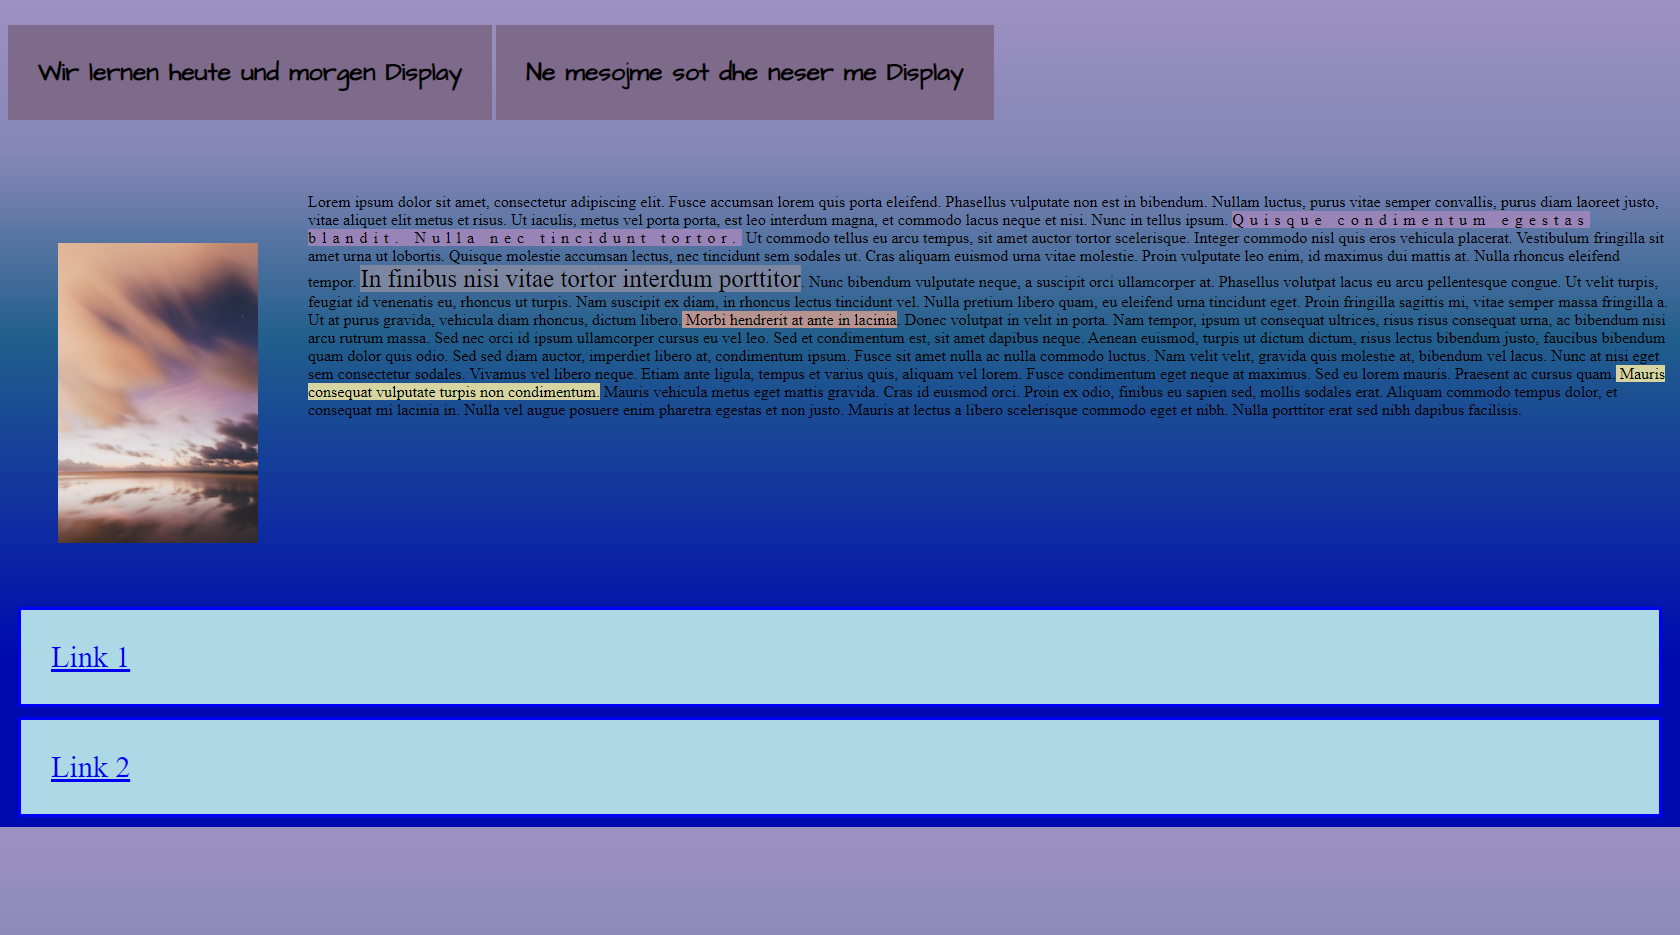 Wir lernen heute und morgen Display
Ne mesojme sot dhe neser me Display
Lorem ipsum dolor sit amet, consectetur adipiscing elit. Fusce accumsan lorem quis porta eleifend. Phasellus vulputate non est in bibendum. Nullam luctus, purus vitae semper convallis, purus diam laoreet justo,
vitae aliquet elit metus et risus. Ut iaculis, metus vel porta porta, est leo interdum magna, et commodo lacus neque et nisi. Nunc in tellus ipsum. Quisque condimentum egestas
blandit. Nulla nec tincidunt tortor. Ut commodo tellus eu arcu tempus, sit amet auctor tortor scelerisque. Integer commodo nisl quis eros vehicula placerat. Vestibulum fringilla sit
amet urna ut lobortis. Quisque molestie accumsan lectus, nec tincidunt sem sodales ut. Cras aliquam euismod urna vitae molestie. Proin vulputate leo enim, id maximus dui mattis at. Nulla rhoncus eleifend
tempor. In finibus nisi vitae tortor interdum porttitor. Nunc bibendum vulputate neque, a suscipit orci ullamcorper at. Phasellus volutpat lacus eu arcu pellentesque congue. Ut velit turpis,
feugiat id venenatis eu, rhoncus ut turpis. Nam suscipit ex diam, in rhoncus lectus tincidunt vel. Nulla pretium libero quam, eu eleifend urna tincidunt eget. Proin fringilla sagittis mi, vitae semper massa fringilla a.
Ut at purus gravida, vehicula diam rhoncus, dictum libero. Morbi hendrerit at ante in lacinia. Donec volutpat in velit in porta. Nam tempor, ipsum ut consequat ultrices, risus risus consequat urna, ac bibendum nisi
arcu rutrum massa. Sed nec orci id ipsum ullamcorper cursus eu vel leo. Sed et condimentum est, sit amet dapibus neque. Aenean euismod, turpis ut dictum dictum, risus lectus bibendum justo, faucibus bibendum
quam dolor quis odio. Sed sed diam auctor, imperdiet libero at, condimentum ipsum. Fusce sit amet nulla ac nulla commodo luctus. Nam velit velit, gravida quis molestie at, bibendum vel lacus. Nunc at nisi eget
sem consectetur sodales. Vivamus vel libero neque. Etiam ante ligula, tempus et varius quis, aliquam vel lorem. Fusce condimentum eget neque at maximus. Sed eu lorem mauris. Praesent ac cursus quam. Mauris
consequat vulputate turpis non condimentum. Mauris vehicula metus eget mattis gravida. Cras id euismod orci. Proin ex odio, finibus eu sapien sed, mollis sodales erat. Aliquam commodo tempus dolor, et
consequat mi lacinia in. Nulla vel augue posuere enim pharetra egestas et non justo. Mauris at lectus a libero scelerisque commodo eget et nibh. Nulla porttitor erat sed nibh dapibus facilisis.
Link 1
Link 2